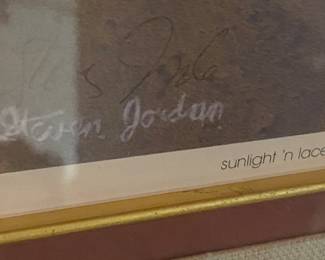 Steven Jordan
sunlight 'n lace